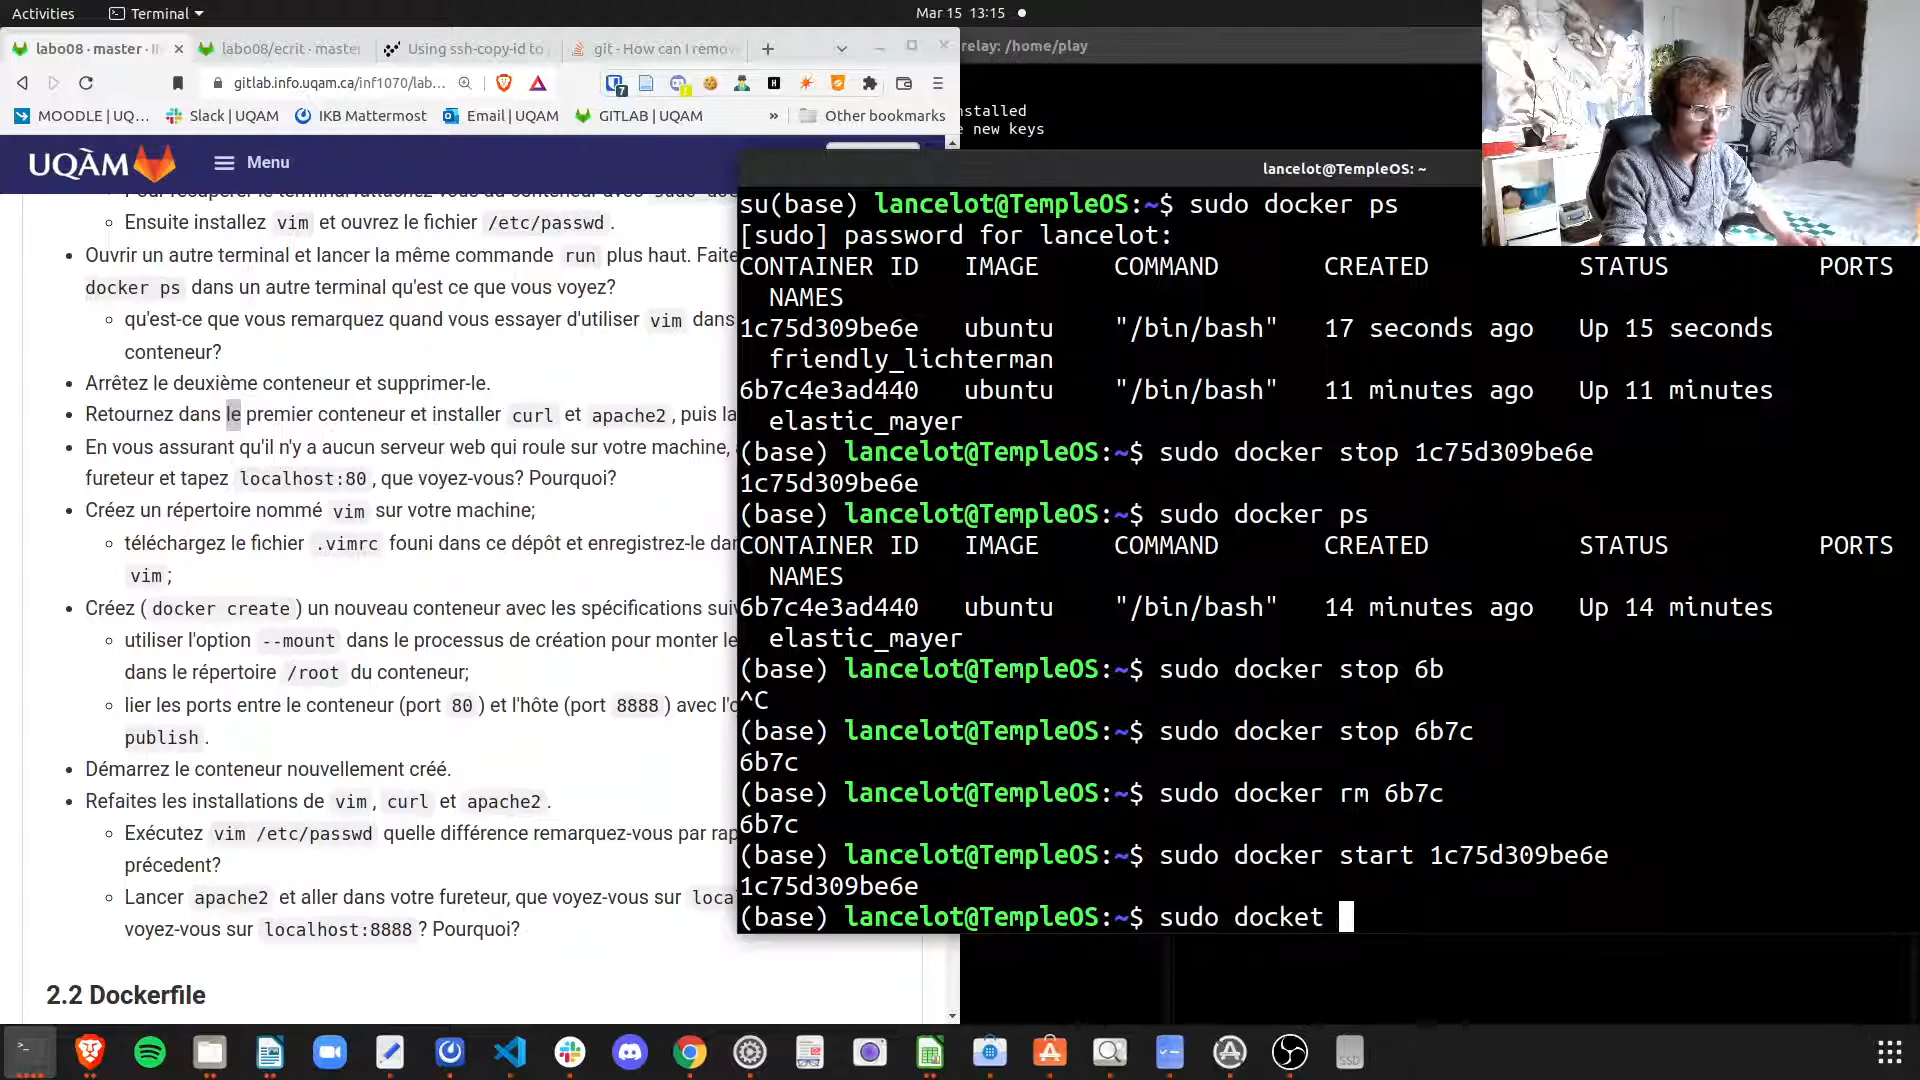 Activities
Terminal
Mar 15 13:15
labo08 · master ·
labo08/ecrit · master
Using ssh-copy-id to
git - How can I remov
relay: /home/play
gitlab.info.uqam.ca/inf1070/lab...
7
MOODLE | UQ...
Slack | UQAM
IKB Mattermost
Email | UQAM
GITLAB | UQAM
»
Other bookmarks
nstalled
e new keys
UQÀM
Menu
Ensuite installez vim et ouvrez le fichier /etc/passwd.
Ouvrir un autre terminal et lancer la même commande run plus haut. Faite
docker ps dans un autre terminal qu'est ce que vous voyez?
qu'est-ce que vous remarquez quand vous essayer d'utiliser vim dans
conteneur?
Arrêtez le deuxième conteneur et supprimer-le.
Retournez dans le premier conteneur et installer curl et apache2, puis la
En vous assurant qu'il n'y a aucun serveur web qui roule sur votre machine,
fureteur et tapez localhost:80, que voyez-vous? Pourquoi?
Créez un répertoire nommé vim sur votre machine;
téléchargez le fichier .vimrc founi dans ce dépôt et enregistrez-le dan
vim;
Créez (docker create) un nouveau conteneur avec les spécifications suiv
utiliser l'option --mount dans le processus de création pour monter le
dans le répertoire /root du conteneur;
lier les ports entre le conteneur (port 80) et l'hôte (port 8888) avec l'o
publish.
Démarrez le conteneur nouvellement créé.
Refaites les installations de vim, curl et apache2.
Exécutez vim /etc/passwd quelle différence remarquez-vous par rap
précedent?
Lancer apache2 et aller dans votre fureteur, que voyez-vous sur loca
voyez-vous sur localhost:8888? Pourquoi?
2.2 Dockerfile
lancelot@TempleOS: ~
su(base) lancelot@TempleOS:~$ sudo docker ps
[sudo] password for lancelot:
CONTAINER ID   IMAGE     COMMAND       CREATED          STATUS          PORTS
  NAMES
1c75d309be6e   ubuntu    "/bin/bash"   17 seconds ago   Up 15 seconds
  friendly_lichterman
6b7c4e3ad440   ubuntu    "/bin/bash"   11 minutes ago   Up 11 minutes
  elastic_mayer
(base) lancelot@TempleOS:~$ sudo docker stop 1c75d309be6e
1c75d309be6e
(base) lancelot@TempleOS:~$ sudo docker ps
CONTAINER ID   IMAGE     COMMAND       CREATED          STATUS          PORTS
  NAMES
6b7c4e3ad440   ubuntu    "/bin/bash"   14 minutes ago   Up 14 minutes
  elastic_mayer
(base) lancelot@TempleOS:~$ sudo docker stop 6b
^C
(base) lancelot@TempleOS:~$ sudo docker stop 6b7c
6b7c
(base) lancelot@TempleOS:~$ sudo docker rm 6b7c
6b7c
(base) lancelot@TempleOS:~$ sudo docker start 1c75d309be6e
1c75d309be6e
(base) lancelot@TempleOS:~$ sudo docket